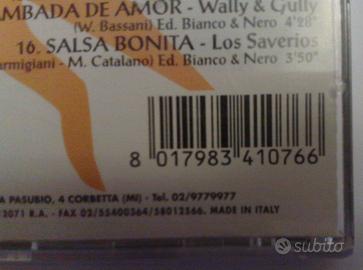 MBADA DE AMOR - Wally & Gully
(W. Bassani) Ed. Bianco & Nero 4'28"
16. SALSA BONITA - Los Saverios
rmigiani - M. Catalano) Ed. Bianco & Nero 3'50"
8 017983 410766
A PASUBIO, 4 CORBETTA (MI) - Tel. 02/9779977
2071 R.A. - FAX 02/55400364/58012566. MADE IN ITALY
subito